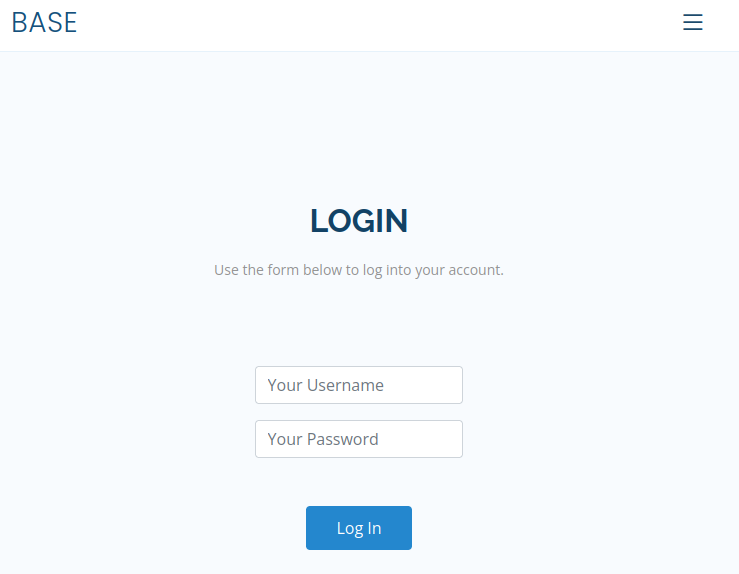 BASE
LOGIN
Use the form below to log into your account.
Your Username
Your Password
Log In